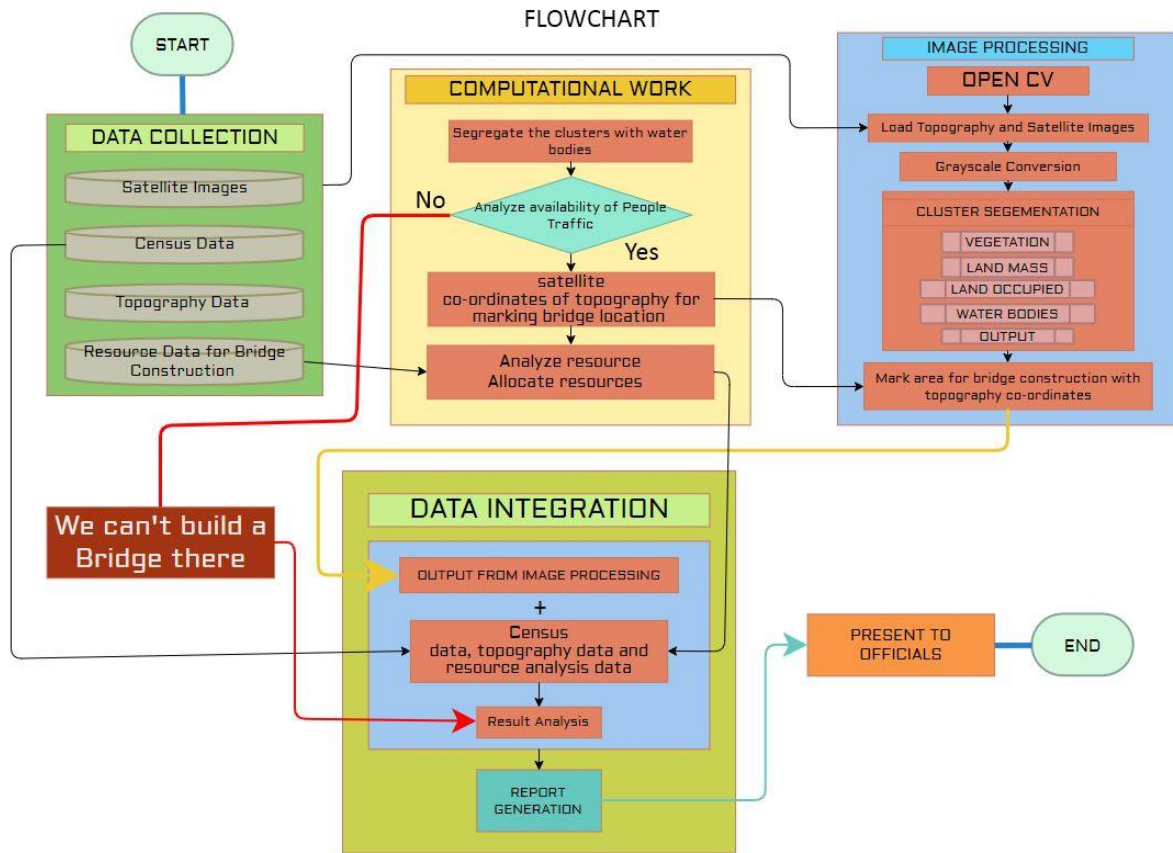 FLOWCHART
START
DATA COLLECTION
Satellite Images
Census Data
Topography Data
Resource Data for Bridge
Construction
COMPUTATIONAL WORK
Segregate the clusters with water
bodies
Analyze availability of People
Traffic
No
Yes
satellite
co-ordinates of topography for
marking bridge location
Analyze resource
Allocate resources
IMAGE PROCESSING
OPEN CV
Load Topography and Satellite Images
Grayscale Conversion
CLUSTER SEGEMENTATION
VEGETATION
LAND MASS
LAND OCCUPIED
WATER BODIES
OUTPUT
Mark area for bridge construction with
topography co-ordinates
We can't build a
Bridge there
DATA INTEGRATION
OUTPUT FROM IMAGE PROCESSING
+
Census
data, topography data and
resource analysis data
Result Analysis
REPORT
GENERATION
PRESENT TO
OFFICIALS
END